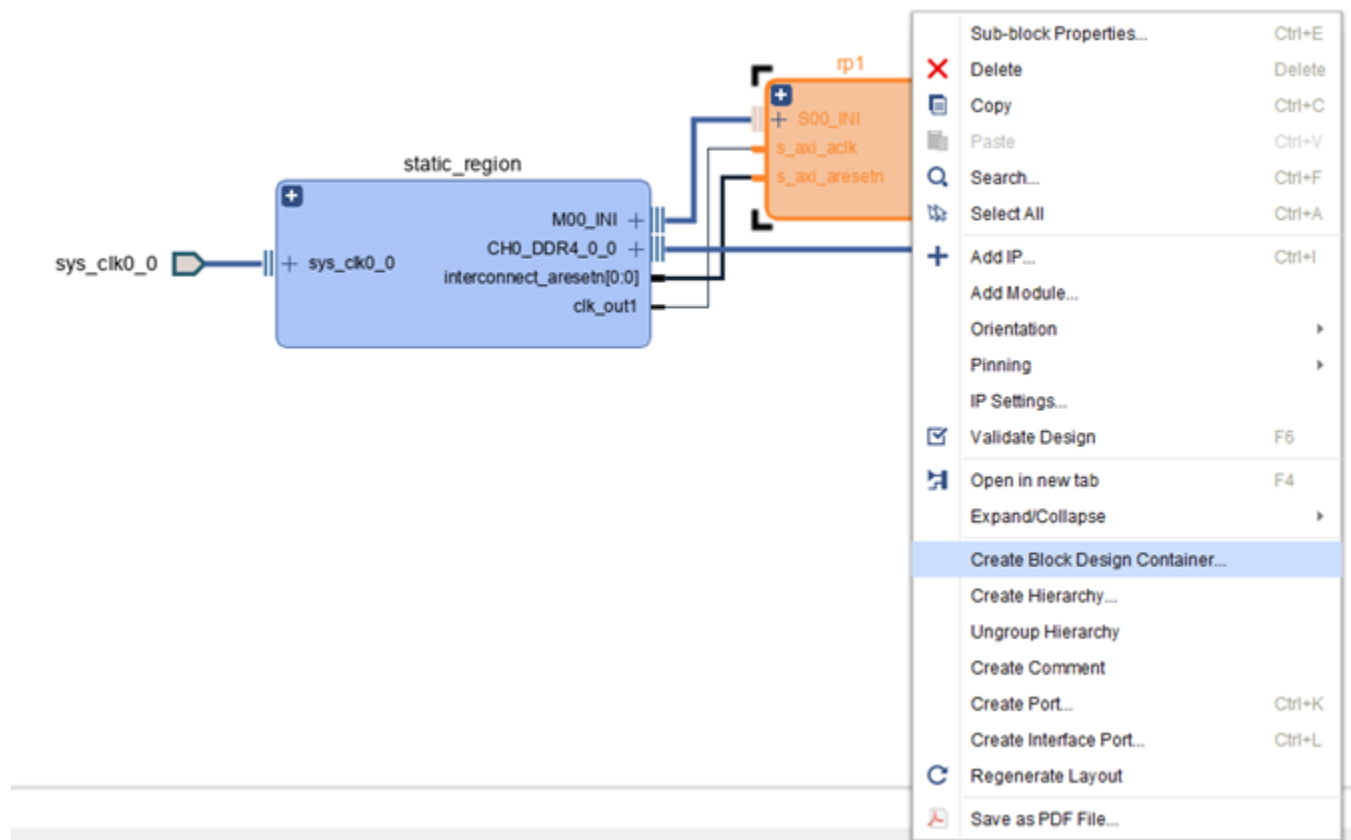 rp1
S00_INI
s_axi_aclk
s_axi_aresetn
static_region
M00_INI
CH0_DDR4_0_0
interconnect_aresetn[0:0]
clk_out1
sys_clk0_0
sys_clk0_0
Sub-block Properties... Ctrl+E
Delete Delete
Copy Ctrl+C
Paste Ctrl+V
Search... Ctrl+F
Select All Ctrl+A
Add IP... Ctrl+I
Add Module...
Orientation
Pinning
IP Settings...
Validate Design F6
Open in new tab F4
Expand/Collapse
Create Block Design Container...
Create Hierarchy...
Ungroup Hierarchy
Create Comment
Create Port... Ctrl+K
Create Interface Port... Ctrl+L
Regenerate Layout
Save as PDF File...